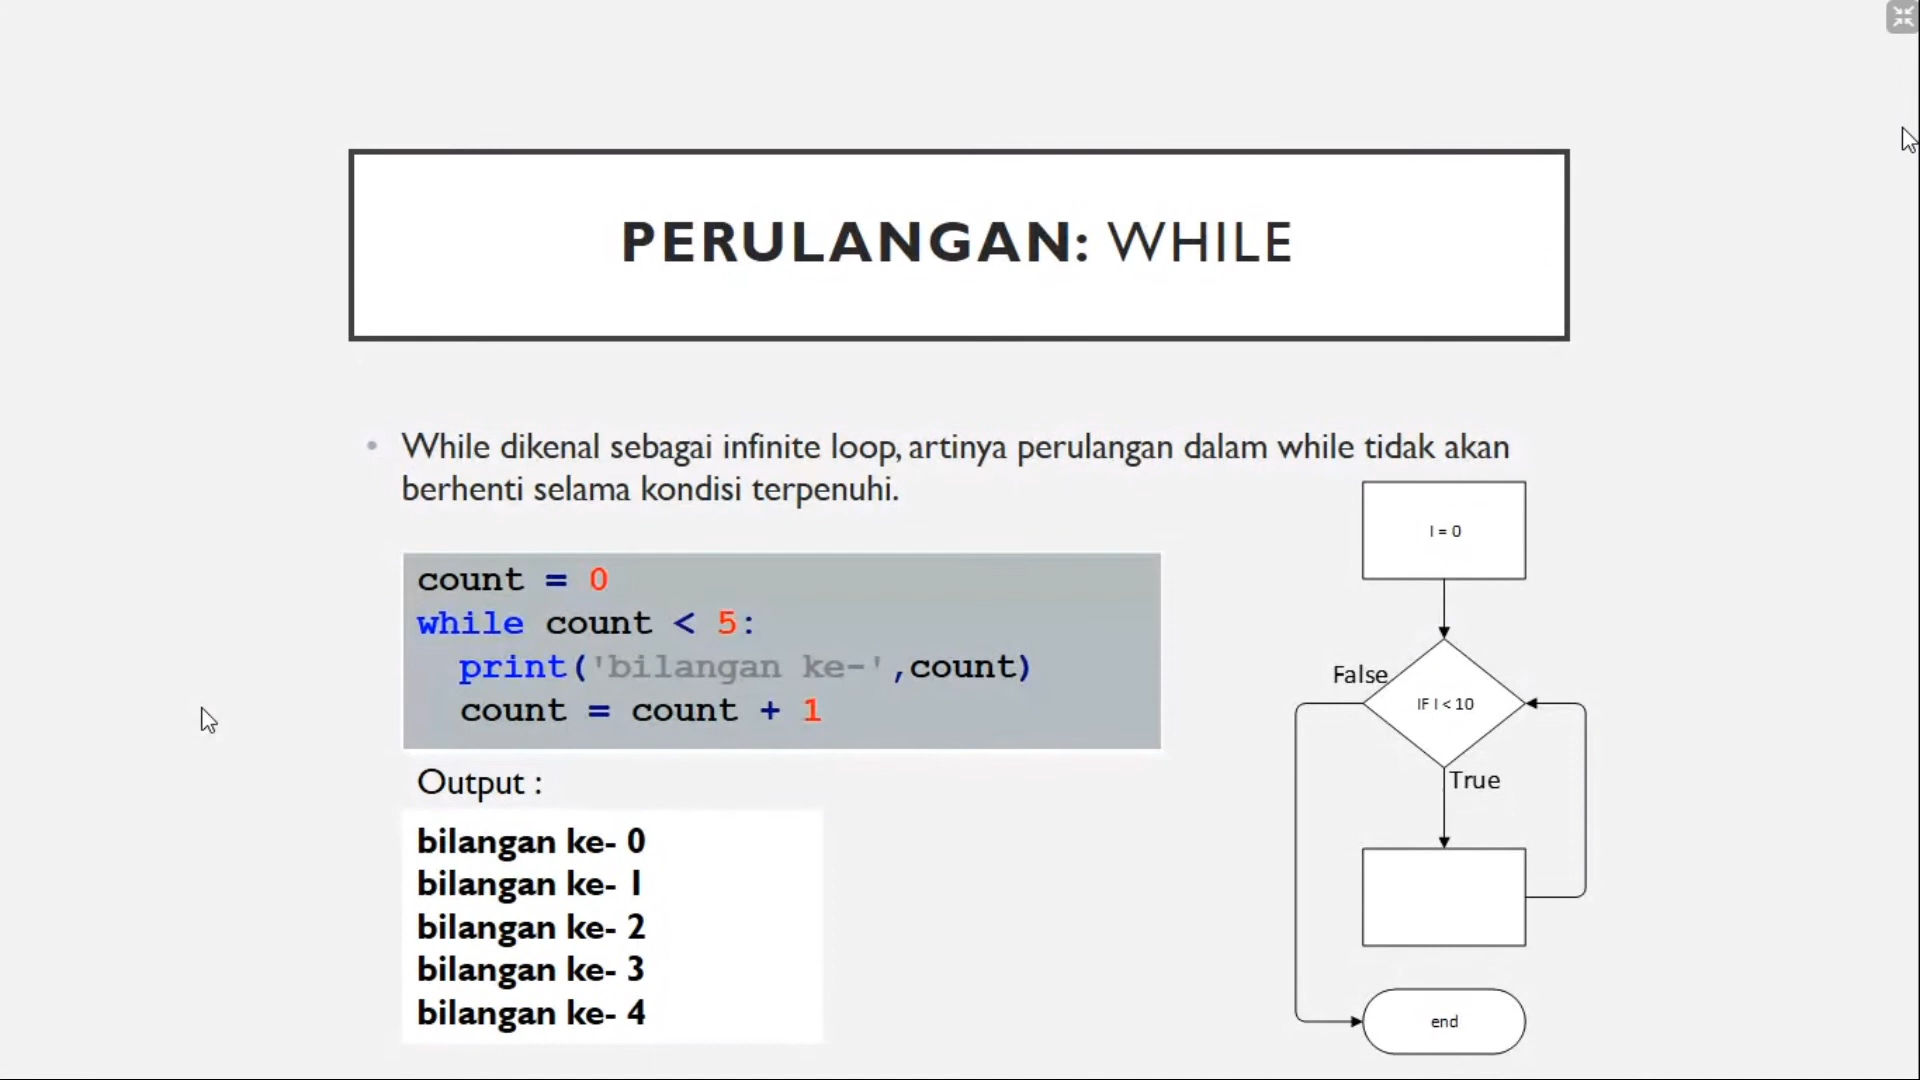 PERULANGAN: WHILE
• While dikenal sebagai infinite loop, artinya perulangan dalam while tidak akan
berhenti selama kondisi terpenuhi.
count = 0
while count < 5:
  print('bilangan ke-',count)
  count = count + 1
Output :
bilangan ke- 0
bilangan ke- 1
bilangan ke- 2
bilangan ke- 3
bilangan ke- 4
I = 0
False
IF I < 10
True
end